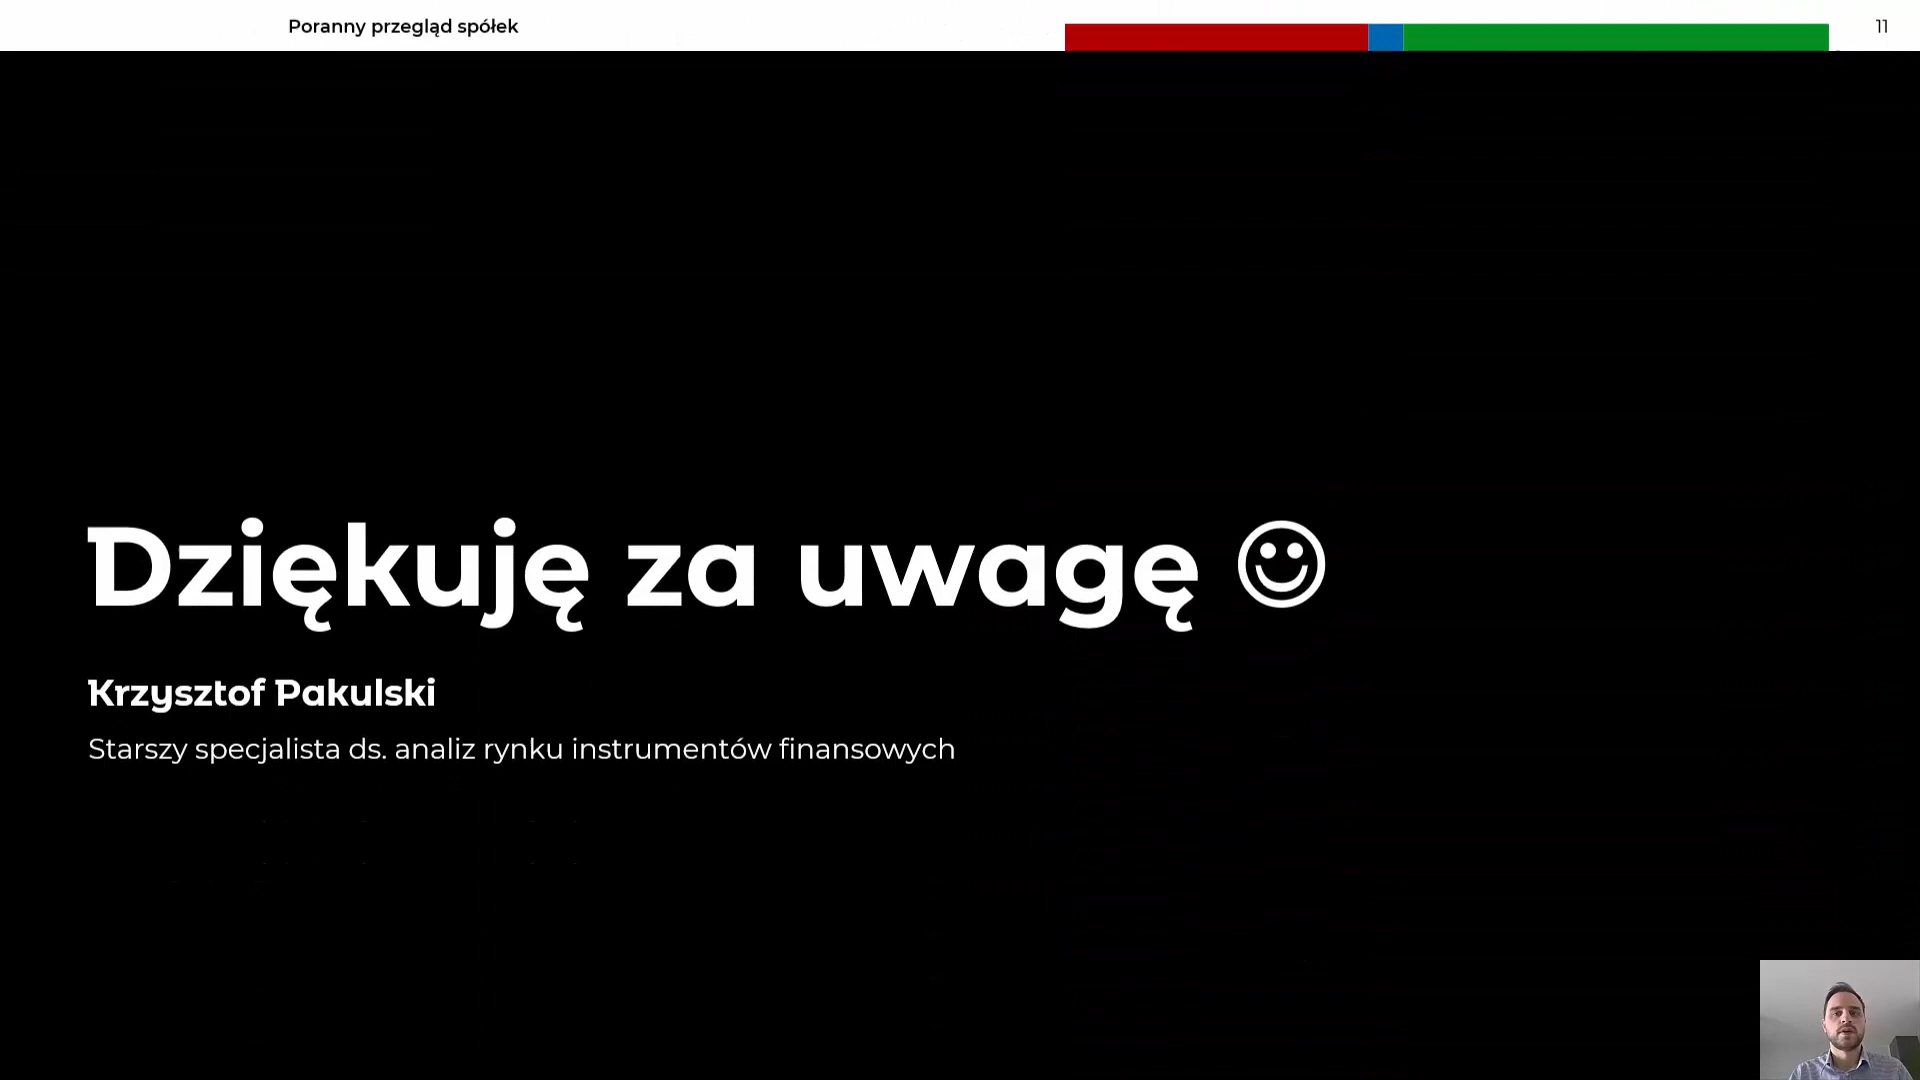 Poranny przegląd spółek
11
Dziękuję za uwagę ☺
Krzysztof Pakulski
Starszy specjalista ds. analiz rynku instrumentów finansowych